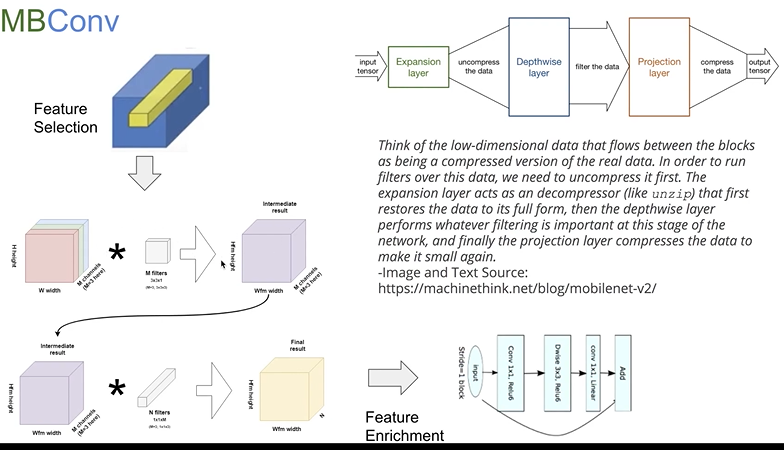 MBConv
Feature
Selection
input
tensor
Expansion
layer
uncompress
the data
Depthwise
layer
filter the data
Projection
layer
compress
the data
output
tensor
Think of the low-dimensional data that flows between the blocks
as being a compressed version of the real data. In order to run
filters over this data, we need to uncompress it first. The
expansion layer acts as an decompressor (like unzip) that first
restores the data to its full form, then the depthwise layer
performs whatever filtering is important at this stage of the
network, and finally the projection layer compresses the data to
make it small again.
-Image and Text Source:
https://machinethink.net/blog/mobilenet-v2/
H height
W width
M channels
(M=3 here)
*
M filters
3x3x1
Intermediate
result
Hfm height
Wfm width
M channels
(M=3 here)
Intermediate
result
Hfm height
Wfm width
M channels
(M=3 here)
*
N filters
1x1xM
Final
result
Hfm height
Wfm width
N
Feature
Enrichment
Stride=1 block
input
Conv 1x1, Relu6
Dwise 3x3, Relu6
conv 1x1, Linear
Add